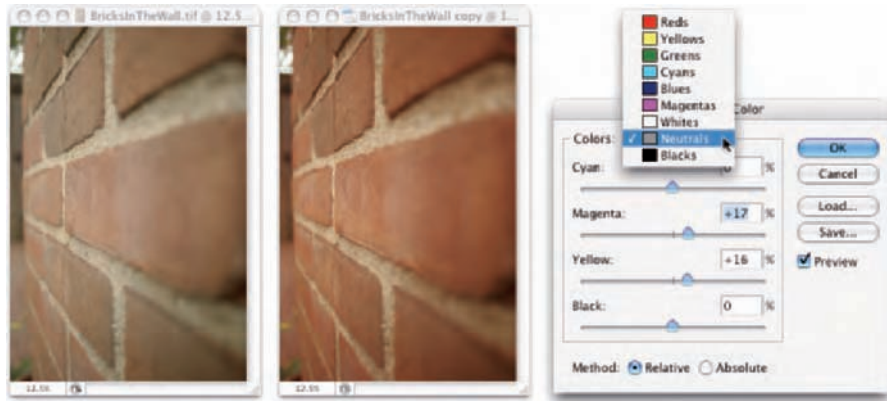 BricksInTheWall.tif @ 12.5...
BricksInTheWall copy @ 1...
Reds
Yellows
Greens
Cyans
Blues
Magentas
Whites
✓ Neutrals
Blacks
Color
Colors:
OK
Cancel
Load...
Save...
Preview
Cyan: %
Magenta: +17 %
Yellow: +16 %
Black: 0 %
Method: Relative Absolute
12.5%
12.5%